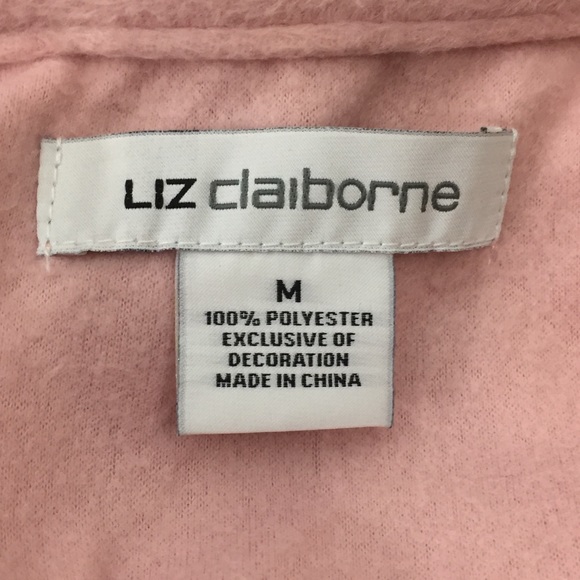 LIZ claiborne
M
100% POLYESTER
EXCLUSIVE OF
DECORATION
MADE IN CHINA